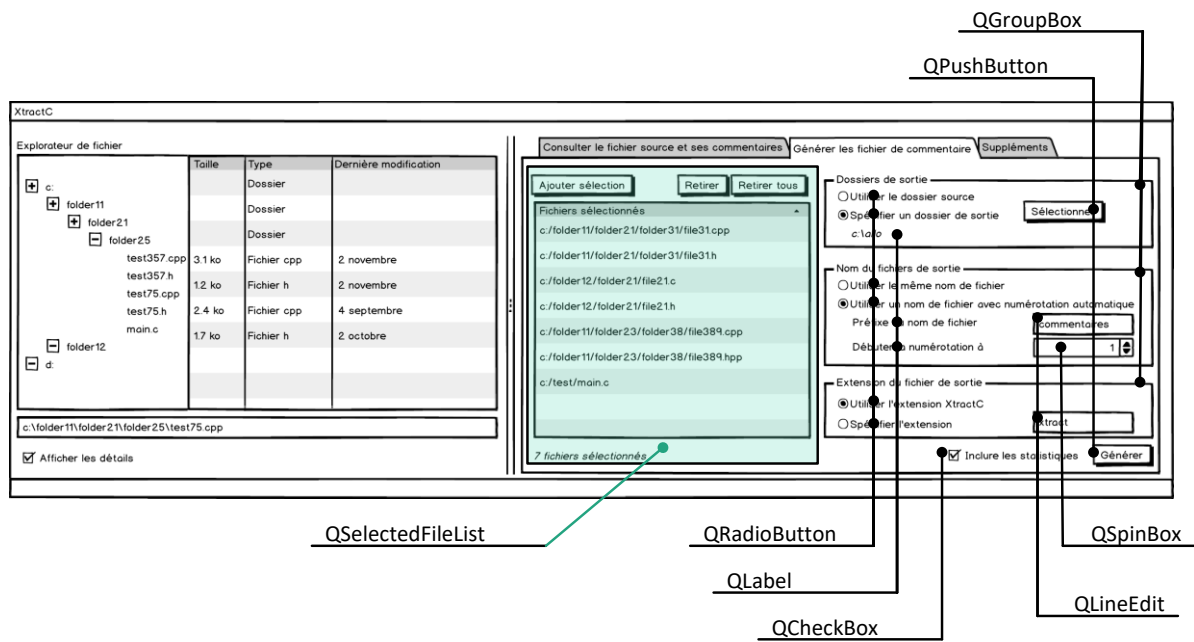 QGroupBox
QPushButton
XtractC
Explorateur de fichier
Taille Type Dernière modification
c: Dossier
folder11 Dossier
folder21 Dossier
folder25
test357.cpp 3.1 ko Fichier cpp 2 novembre
test357.h 1.2 ko Fichier h 2 novembre
test75.cpp
test75.h 2.4 ko Fichier cpp 4 septembre
main.c 1.7 ko Fichier h 2 octobre
folder12
d:
c:\folder11\folder21\folder25\test75.cpp
Afficher les détails
Consulter le fichier source et ses commentaires Générer les fichier de commentaire Suppléments
Ajouter sélection Retirer Retirer tous
Fichiers sélectionnés
c:/folder11/folder21/folder31/file31.cpp
c:/folder11/folder21/folder31/file31.h
c:/folder12/folder21/file21.c
c:/folder12/folder21/file21.h
c:/folder11/folder23/folder38/file389.cpp
c:/folder11/folder23/folder38/file389.hpp
c:/test/main.c
7 fichiers sélectionnés
Dossiers de sortie
Utiliser le dossier source
Spécifier un dossier de sortie Sélectionner
c:\allo
Nom du fichiers de sortie
Utiliser le même nom de fichier
Utiliser un nom de fichier avec numérotation automatique
Préfixe du nom de fichier commentaires
Débuter la numérotation à 1
Extension du fichier de sortie
Utiliser l'extension XtractC
Spécifier l'extension xtract
Inclure les statistiques Générer
QSelectedFileList
QRadioButton
QSpinBox
QLabel
QLineEdit
QCheckBox